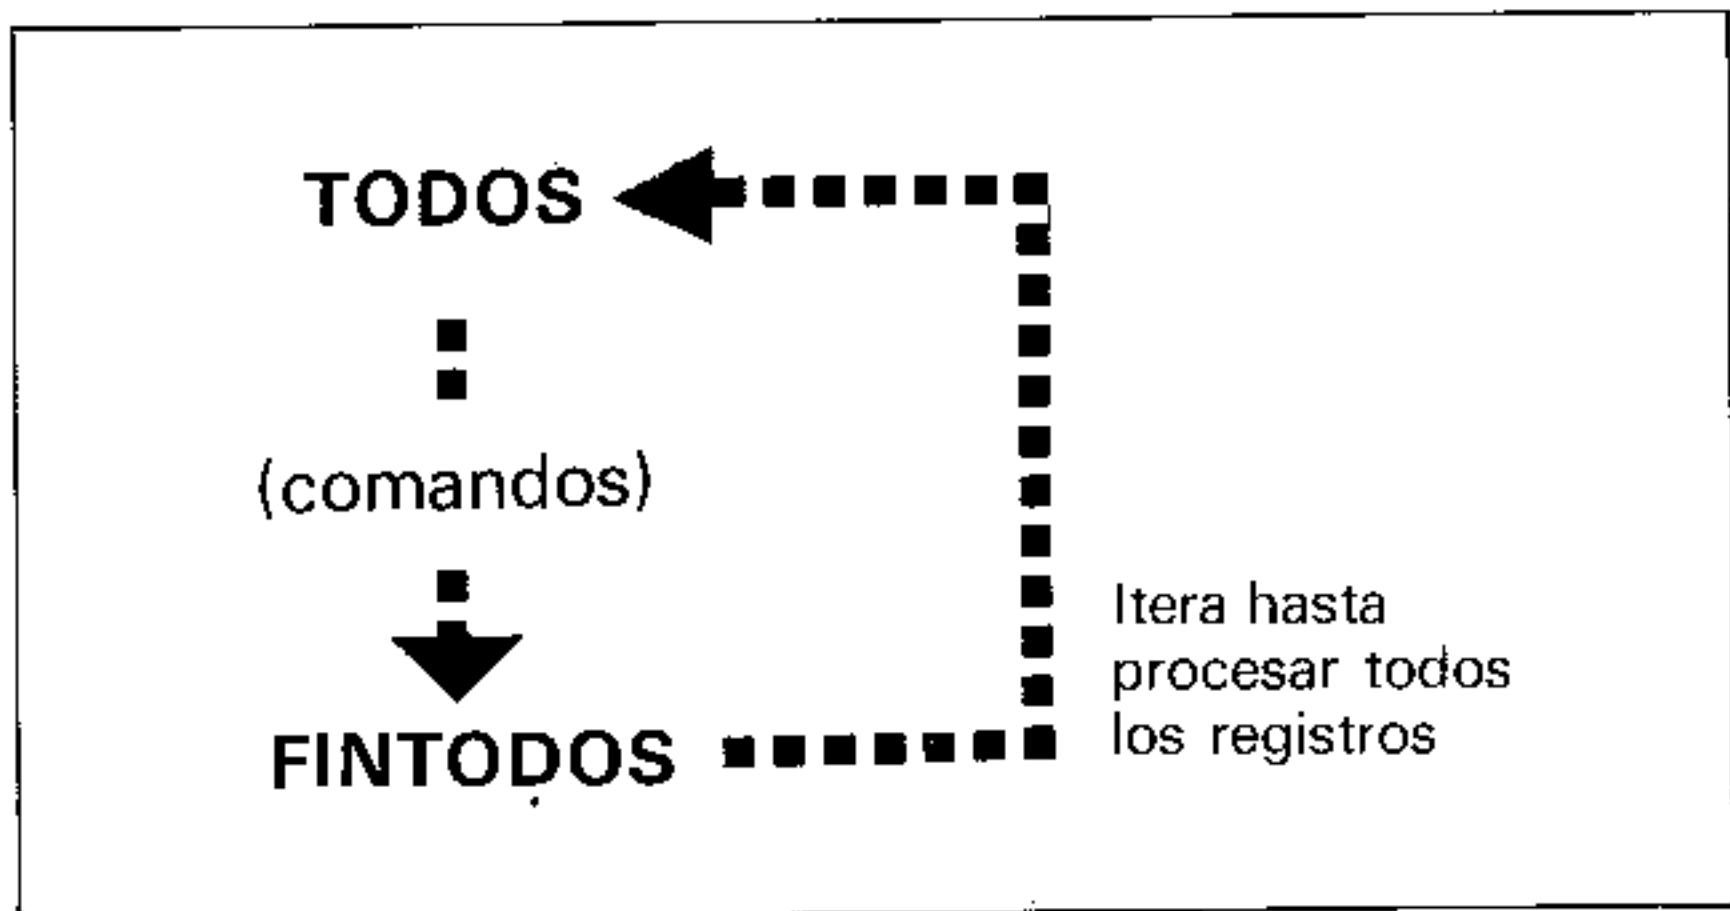 TODOS
(comandos)
Itera hasta
procesar todos
los registros
FINTODOS